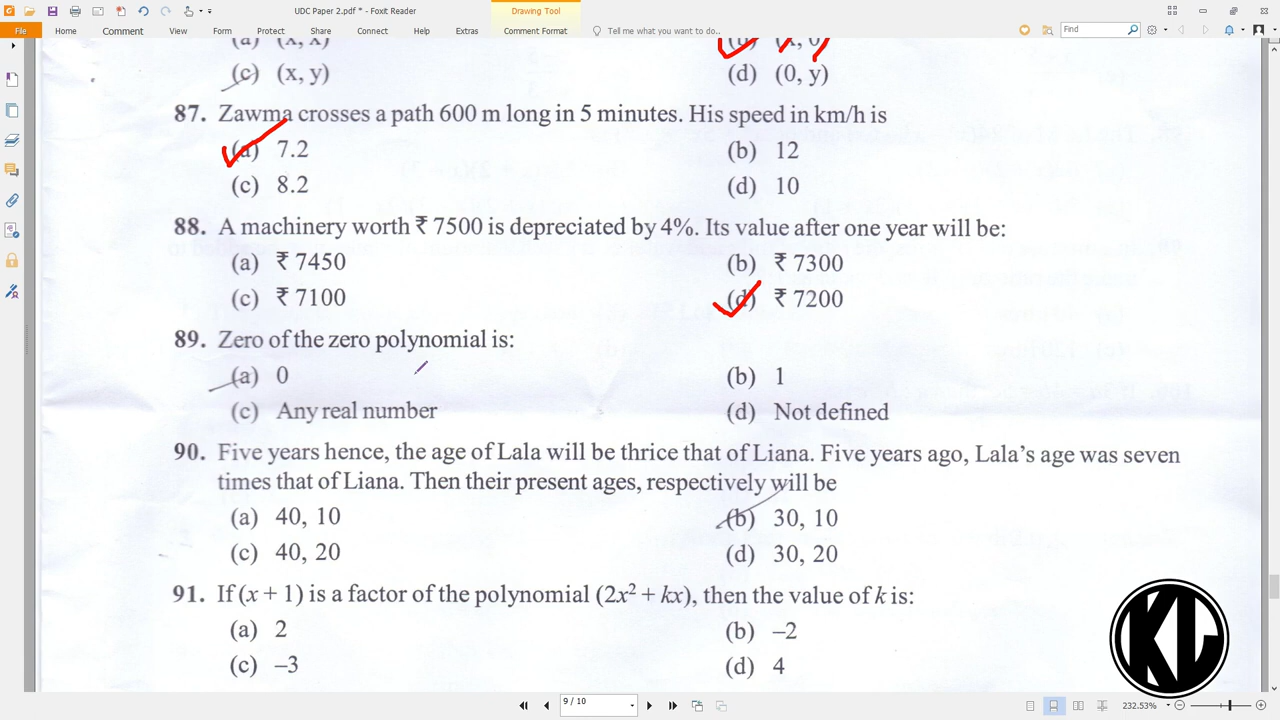 UDC Paper 2.pdf * - Foxit Reader
Drawing Tool
File Home Comment View Form Protect Share Connect Help Extras Comment Format Tell me what you want to do.. Find
(a) (x, x) (b) (x, 0)
(c) (x, y) (d) (0, y)
87. Zawma crosses a path 600 m long in 5 minutes. His speed in km/h is
(a) 7.2 (b) 12
(c) 8.2 (d) 10
88. A machinery worth ₹ 7500 is depreciated by 4%. Its value after one year will be:
(a) ₹ 7450 (b) ₹ 7300
(c) ₹ 7100 (d) ₹ 7200
89. Zero of the zero polynomial is:
(a) 0 (b) 1
(c) Any real number (d) Not defined
90. Five years hence, the age of Lala will be thrice that of Liana. Five years ago, Lala's age was seven
times that of Liana. Then their present ages, respectively will be
(a) 40, 10 (b) 30, 10
(c) 40, 20 (d) 30, 20
91. If (x + 1) is a factor of the polynomial (2x² + kx), then the value of k is:
(a) 2 (b) –2
(c) –3 (d) 4
KL
9 / 10 232.53%